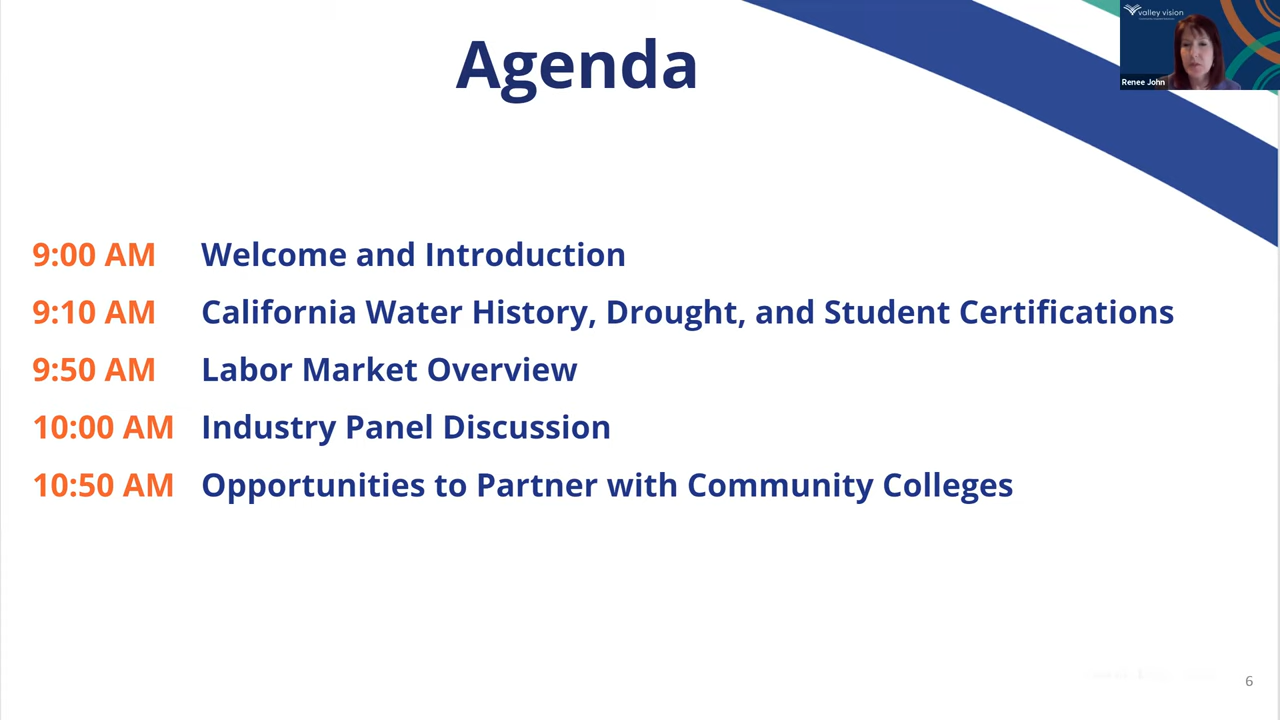 Agenda
valley vision
Renee John
9:00 AM Welcome and Introduction
9:10 AM California Water History, Drought, and Student Certifications
9:50 AM Labor Market Overview
10:00 AM Industry Panel Discussion
10:50 AM Opportunities to Partner with Community Colleges
6